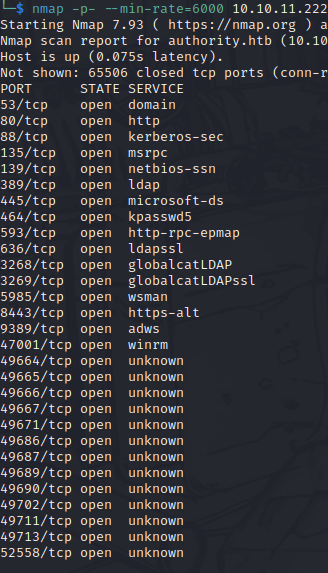 └─$ nmap -p- --min-rate=6000 10.10.11.222
Starting Nmap 7.93 ( https://nmap.org ) a
Nmap scan report for authority.htb (10.10
Host is up (0.075s latency).
Not shown: 65506 closed tcp ports (conn-r
PORT      STATE SERVICE
53/tcp    open  domain
80/tcp    open  http
88/tcp    open  kerberos-sec
135/tcp   open  msrpc
139/tcp   open  netbios-ssn
389/tcp   open  ldap
445/tcp   open  microsoft-ds
464/tcp   open  kpasswd5
593/tcp   open  http-rpc-epmap
636/tcp   open  ldapssl
3268/tcp  open  globalcatLDAP
3269/tcp  open  globalcatLDAPssl
5985/tcp  open  wsman
8443/tcp  open  https-alt
9389/tcp  open  adws
47001/tcp open  winrm
49664/tcp open  unknown
49665/tcp open  unknown
49666/tcp open  unknown
49667/tcp open  unknown
49671/tcp open  unknown
49686/tcp open  unknown
49687/tcp open  unknown
49689/tcp open  unknown
49690/tcp open  unknown
49702/tcp open  unknown
49711/tcp open  unknown
49713/tcp open  unknown
52558/tcp open  unknown